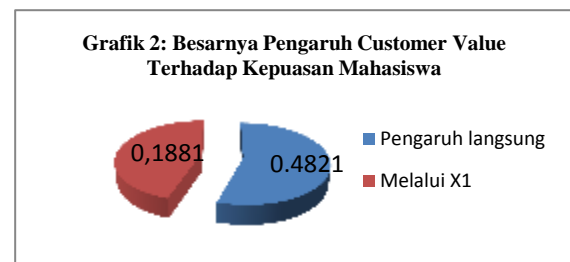 Grafik 2: Besarnya Pengaruh Customer Value
Terhadap Kepuasan Mahasiswa
0,1881
0.4821
Pengaruh langsung
Melalui X1